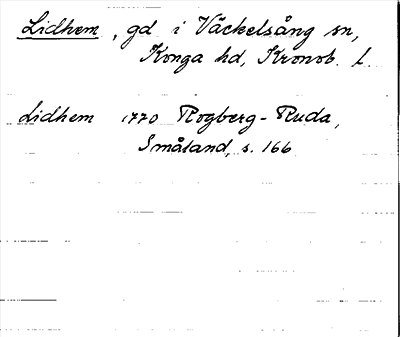 Lidhem, gd i Väckelsång sn,
Konga hd, Kronob. l.
Lidhem 1770 Rogberg-Ruda,
Småland, s. 166